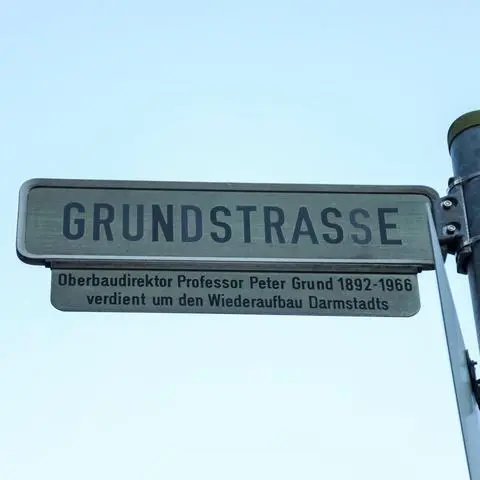 GRUNDSTRASSE
Oberbaudirektor Professor Peter Grund 1892-1966
verdient um den Wiederaufbau Darmstadts